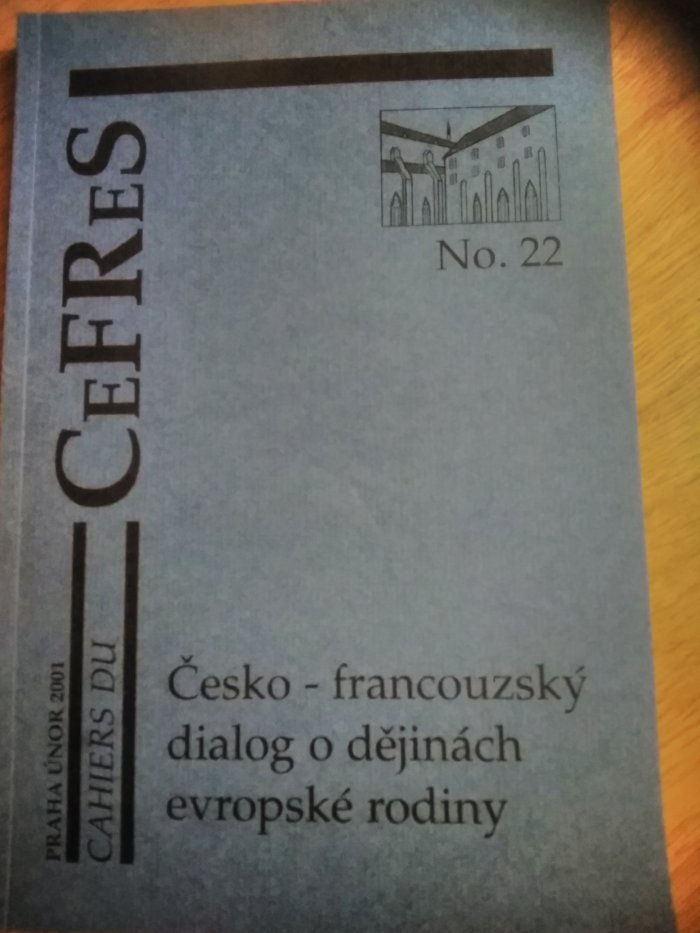 CEFRES
No. 22
PRAHA ÚNOR 2001
CAHIERS DU
Česko - francouzský
dialog o dějinách
evropské rodiny